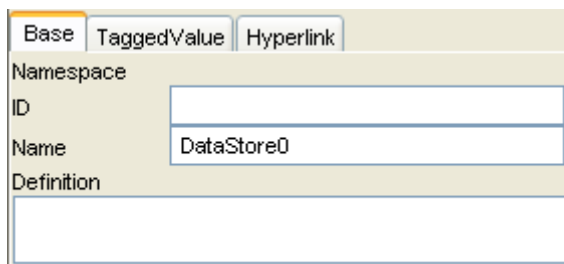 Base TaggedValue Hyperlink
Namespace
ID
Name DataStore0
Definition